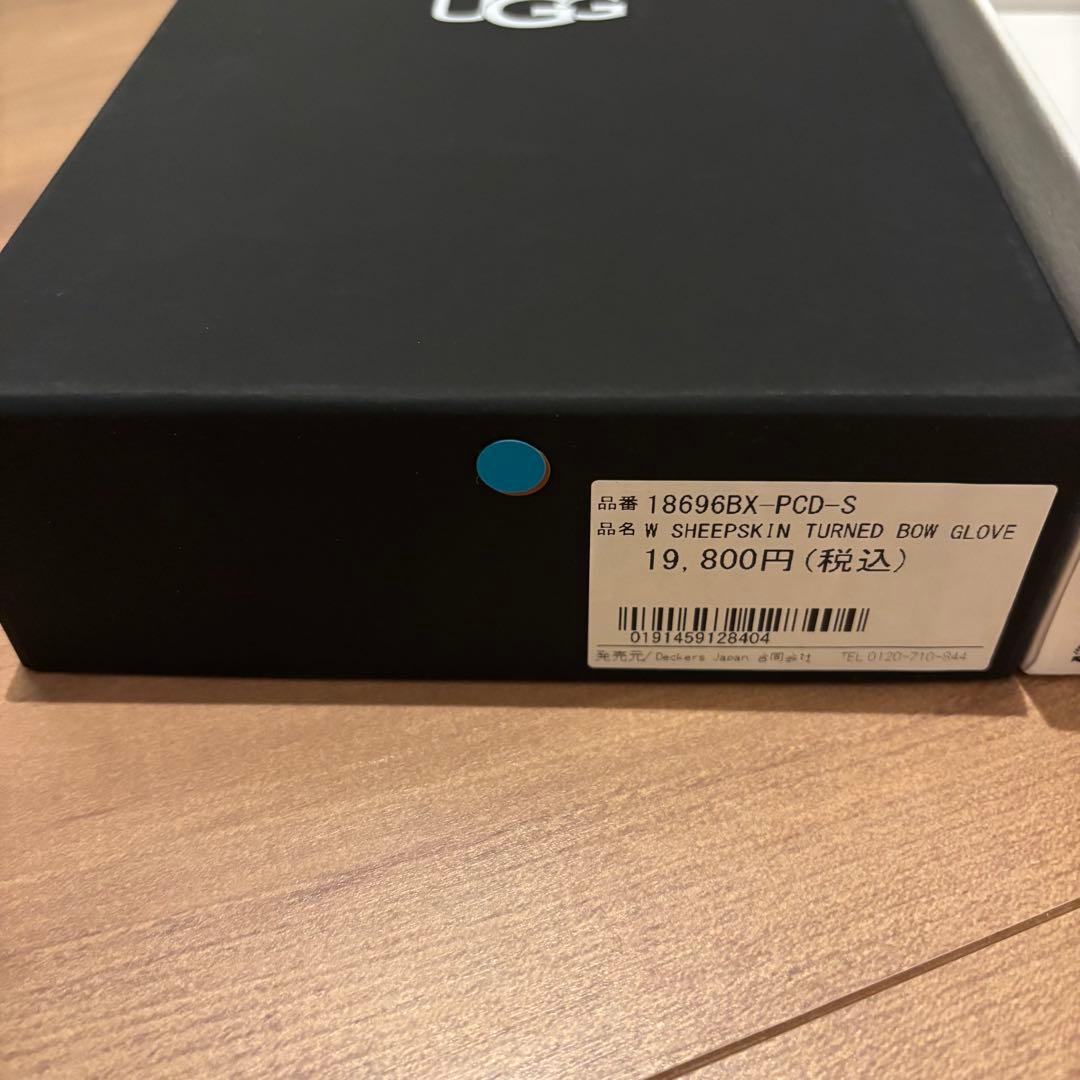 UGG
品番 18696BX-PCD-S
品名 W SHEEPSKIN TURNED BOW GLOVE
19,800円(税込)
0191459128404
発売元/Deckers Japan 合同会社 TEL 0120-710-844